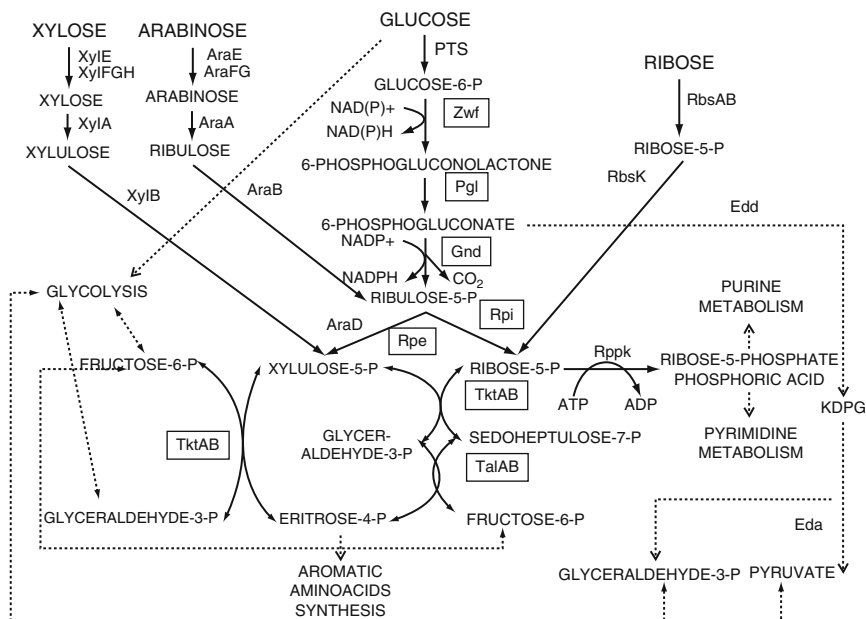 GLUCOSE
XYLOSE
ARABINOSE
XylE
XylFGH
AraE
AraFG
PTS
RIBOSE
XYLOSE
ARABINOSE
GLUCOSE-6-P
RbsAB
NAD(P)+
Zwf
NAD(P)H
XylA
AraA
XYLULOSE
RIBULOSE
RIBOSE-5-P
6-PHOSPHOGLUCONOLACTONE
XylB
AraB
Pgl
RbsK
Edd
6-PHOSPHOGLUCONATE
NADP+
Gnd
NADPH
CO2
GLYCOLYSIS
RIBULOSE-5-P
PURINE
METABOLISM
AraD
Rpe
Rpi
FRUCTOSE-6-P
XYLULOSE-5-P
RIBOSE-5-P
Rppk
RIBOSE-5-PHOSPHATE
PHOSPHORIC ACID
TktAB
ATP
ADP
KDPG
TktAB
GLYCER-
ALDEHYDE-3-P
SEDOHEPTULOSE-7-P
PYRIMIDINE
METABOLISM
TalAB
GLYCERALDEHYDE-3-P
ERITROSE-4-P
FRUCTOSE-6-P
Eda
AROMATIC
AMINOACIDS
SYNTHESIS
GLYCERALDEHYDE-3-P
PYRUVATE